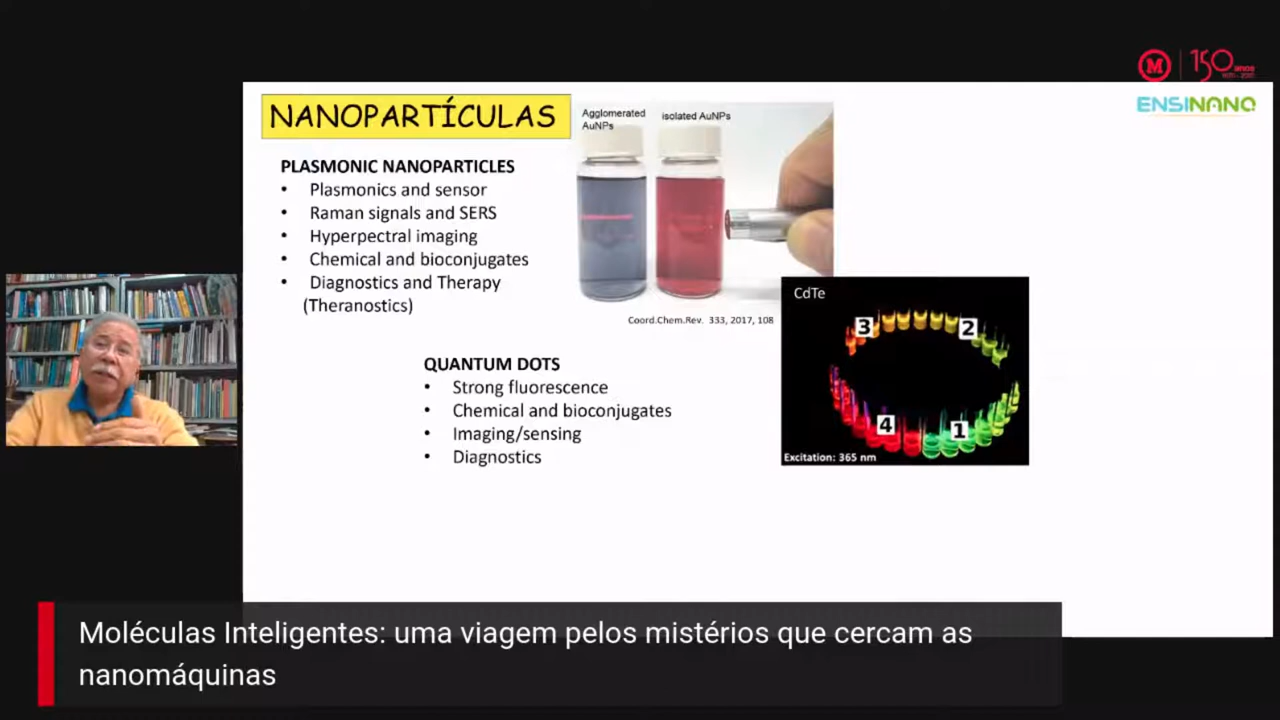 M 150 anos
ENSINANO
NANOPARTÍCULAS
Agglomerated
AuNPs
isolated AuNPs
PLASMONIC NANOPARTICLES
• Plasmonics and sensor
• Raman signals and SERS
• Hyperpectral imaging
• Chemical and bioconjugates
• Diagnostics and Therapy
(Theranostics)
Coord.Chem.Rev. 333, 2017, 108
CdTe
3
2
4
1
Excitation: 365 nm
QUANTUM DOTS
• Strong fluorescence
• Chemical and bioconjugates
• Imaging/sensing
• Diagnostics
Moléculas Inteligentes: uma viagem pelos mistérios que cercam as
nanomáquinas